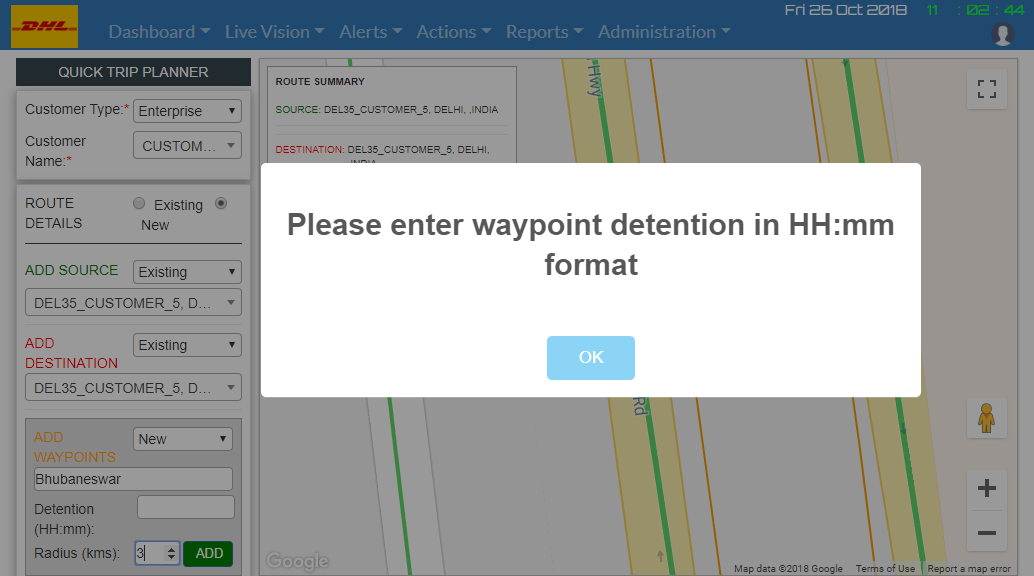 Fri 26 Oct 2018 11 : 02 : 44
DHL
Dashboard Live Vision Alerts Actions Reports Administration
QUICK TRIP PLANNER
Customer Type:* Enterprise
Customer
Name:*
CUSTOM...
ROUTE
DETAILS
Existing
New
ADD SOURCE Existing
DEL35_CUSTOMER_5, D...
ADD
DESTINATION
Existing
DEL35_CUSTOMER_5, D...
ADD
WAYPOINTS
New
Bhubaneswar
Detention
(HH:mm):
Radius (kms): 3 ADD
ROUTE SUMMARY
SOURCE: DEL35_CUSTOMER_5, DELHI, ,INDIA
DESTINATION: DEL35_CUSTOMER_5, DELHI,
,INDIA
Hwy
Please enter waypoint detention in HH:mm
format
OK
Rd
Google
Map data ©2018 Google Terms of Use Report a map error